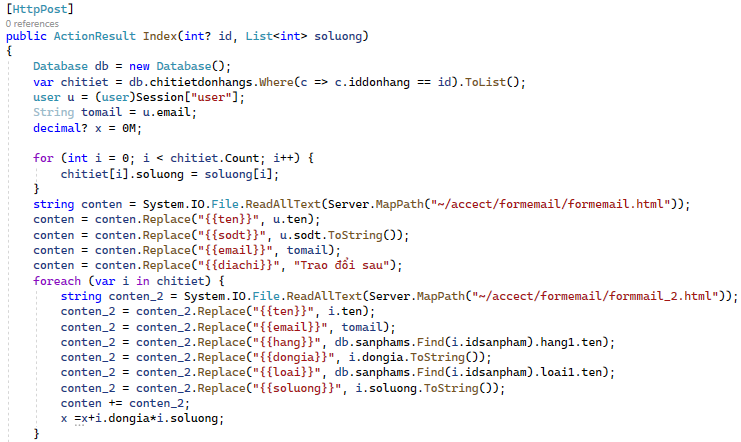 [HttpPost]
0 references
public ActionResult Index(int? id, List<int> soluong)
{
    Database db = new Database();
    var chitiet = db.chitietdonhangs.Where(c => c.iddonhang == id).ToList();
    user u = (user)Session["user"];
    String tomail = u.email;
    decimal? x = 0M;

    for (int i = 0; i < chitiet.Count; i++) {
        chitiet[i].soluong = soluong[i];
    }
    string conten = System.IO.File.ReadAllText(Server.MapPath("~/accect/formemail/formemail.html"));
    conten = conten.Replace("{{ten}}", u.ten);
    conten = conten.Replace("{{sodt}}", u.sodt.ToString());
    conten = conten.Replace("{{email}}", tomail);
    conten = conten.Replace("{{diachi}}", "Trao đổi sau");
    foreach (var i in chitiet) {
        string conten_2 = System.IO.File.ReadAllText(Server.MapPath("~/accect/formemail/formmail_2.html"));
        conten_2 = conten_2.Replace("{{ten}}", i.ten);
        conten_2 = conten_2.Replace("{{email}}", tomail);
        conten_2 = conten_2.Replace("{{hang}}", db.sanphams.Find(i.idsanpham).hang1.ten);
        conten_2 = conten_2.Replace("{{dongia}}", i.dongia.ToString());
        conten_2 = conten_2.Replace("{{loai}}", db.sanphams.Find(i.idsanpham).loai1.ten);
        conten_2 = conten_2.Replace("{{soluong}}", i.soluong.ToString());
        conten += conten_2;
        x =x+i.dongia*i.soluong;
    }